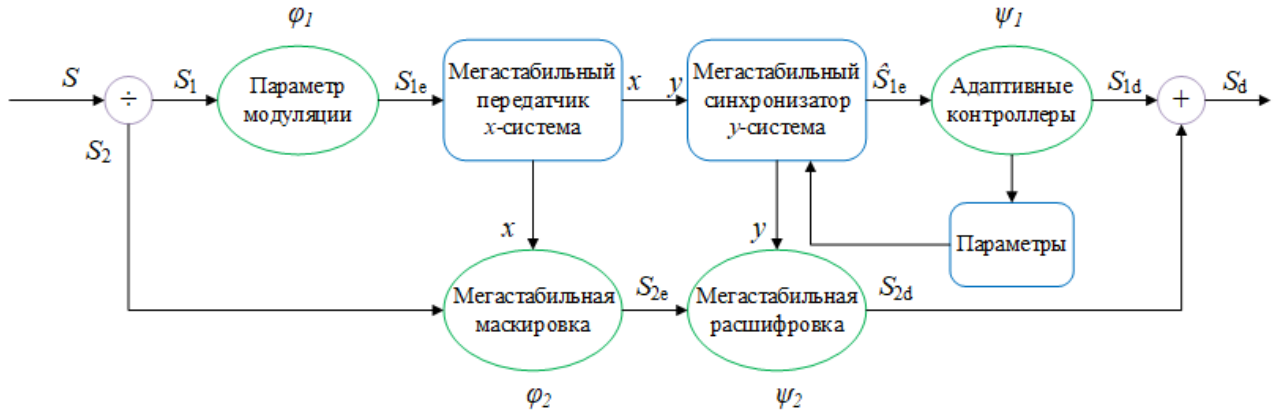 φ₁
ψ₁
S
÷
S₁
Параметр
модуляции
S₁ₑ
Мегастабильный
передатчик
x-система
x
y
Мегастабильный
синхронизатор
y-система
Ŝ₁ₑ
Адаптивные
контроллеры
S₁d
+
Sd
S₂
x
y
Параметры
Мегастабильная
маскировка
S₂ₑ
Мегастабильная
расшифровка
S₂d
φ₂
ψ₂